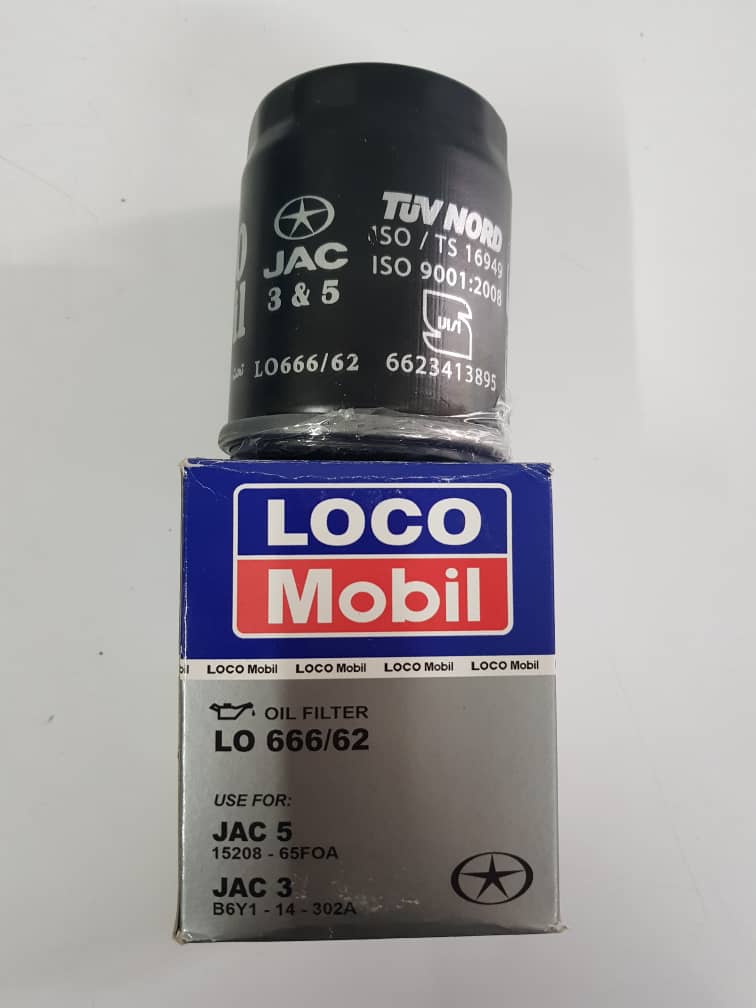 JAC
3 & 5
LO666/62
TÜV NORD
ISO / TS 16949
ISO 9001:2008
6623413895
LOCO
Mobil
LOCO Mobil LOCO Mobil LOCO Mobil LOCO Mobil
OIL FILTER
LO 666/62
USE FOR:
JAC 5
15208 - 65FOA
JAC 3
B6Y1 - 14 - 302A